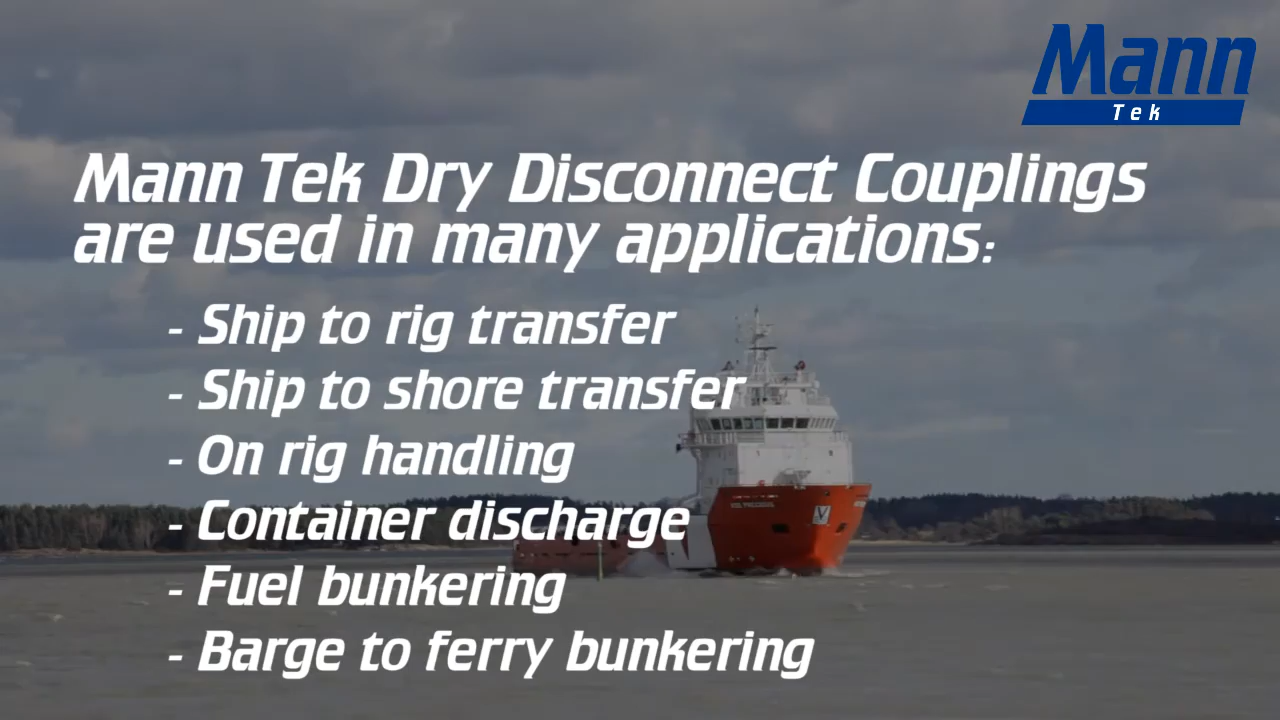 Mann
Tek
Mann Tek Dry Disconnect Couplings
are used in many applications:
- Ship to rig transfer
- Ship to shore transfer
- On rig handling
- Container discharge
- Fuel bunkering
- Barge to ferry bunkering